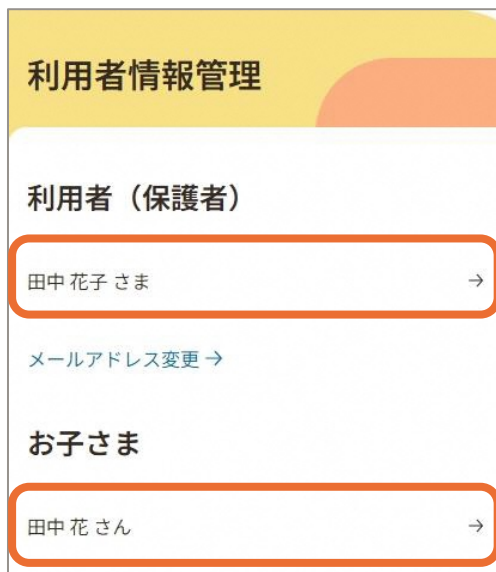 利用者情報管理
利用者（保護者）
田中 花子 さま →
メールアドレス変更 →
お子さま
田中 花 さん →